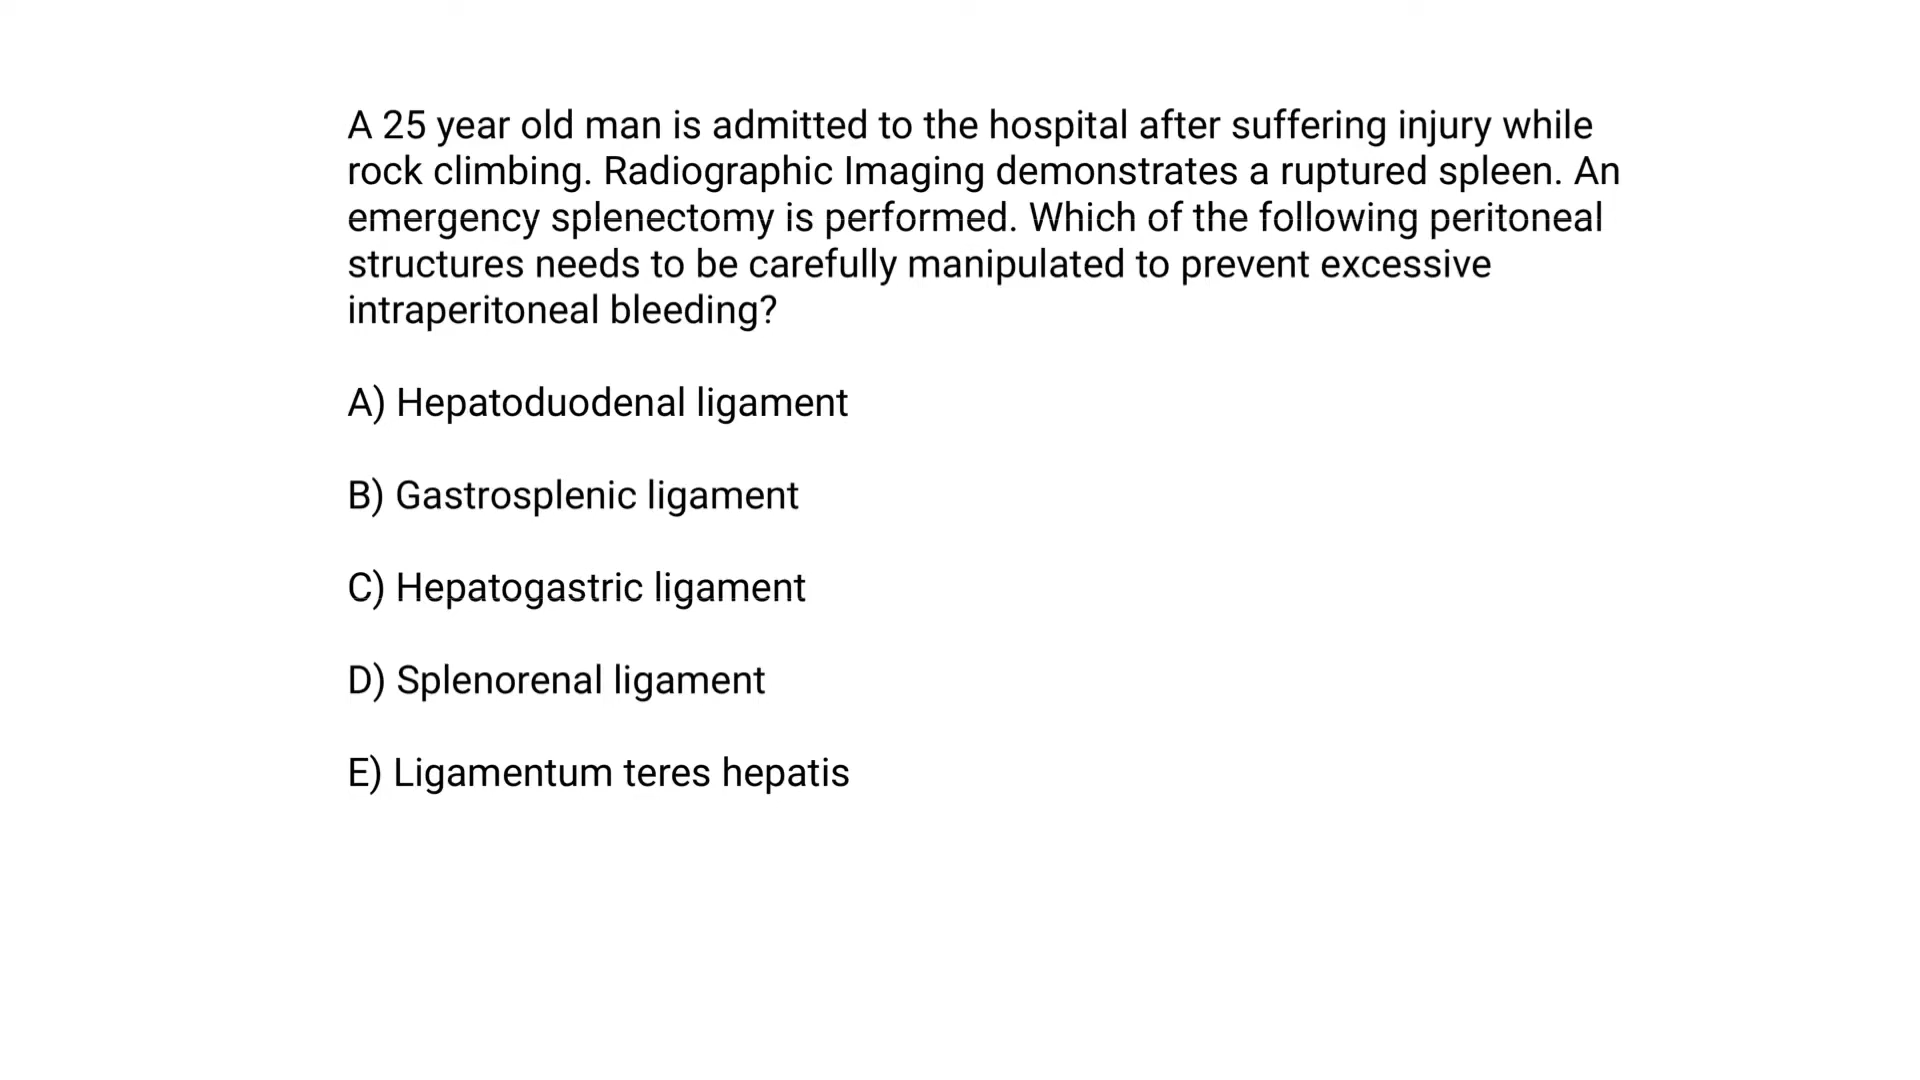 A 25 year old man is admitted to the hospital after suffering injury while
rock climbing. Radiographic Imaging demonstrates a ruptured spleen. An
emergency splenectomy is performed. Which of the following peritoneal
structures needs to be carefully manipulated to prevent excessive
intraperitoneal bleeding?
A) Hepatoduodenal ligament
B) Gastrosplenic ligament
C) Hepatogastric ligament
D) Splenorenal ligament
E) Ligamentum teres hepatis